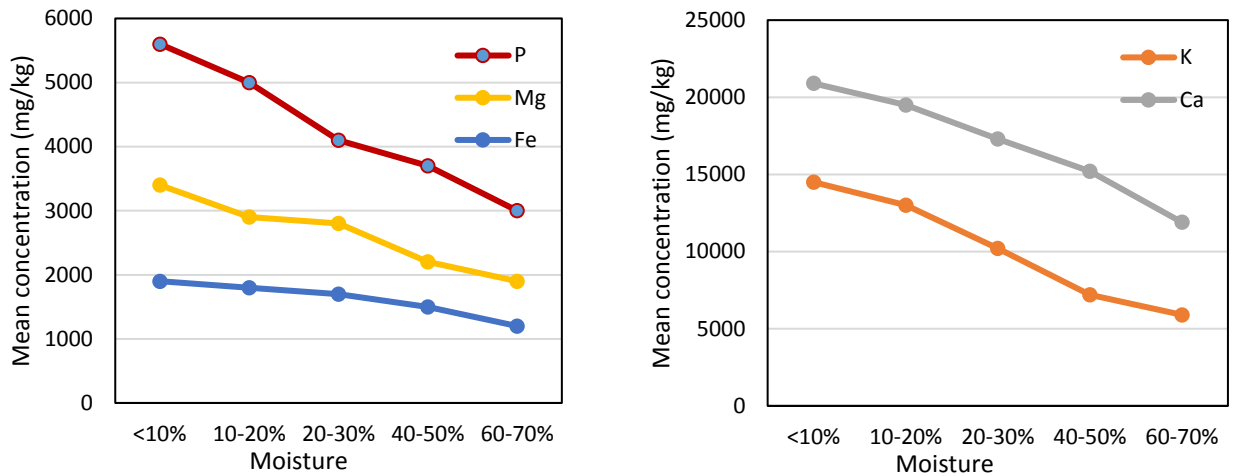 Mean concentration (mg/kg)
6000
5000
4000
3000
2000
1000
0
P
Mg
Fe
<10% 10-20% 20-30% 40-50% 60-70%
Moisture
Mean concentration (mg/kg)
25000
20000
15000
10000
5000
0
K
Ca
<10% 10-20% 20-30% 40-50% 60-70%
Moisture